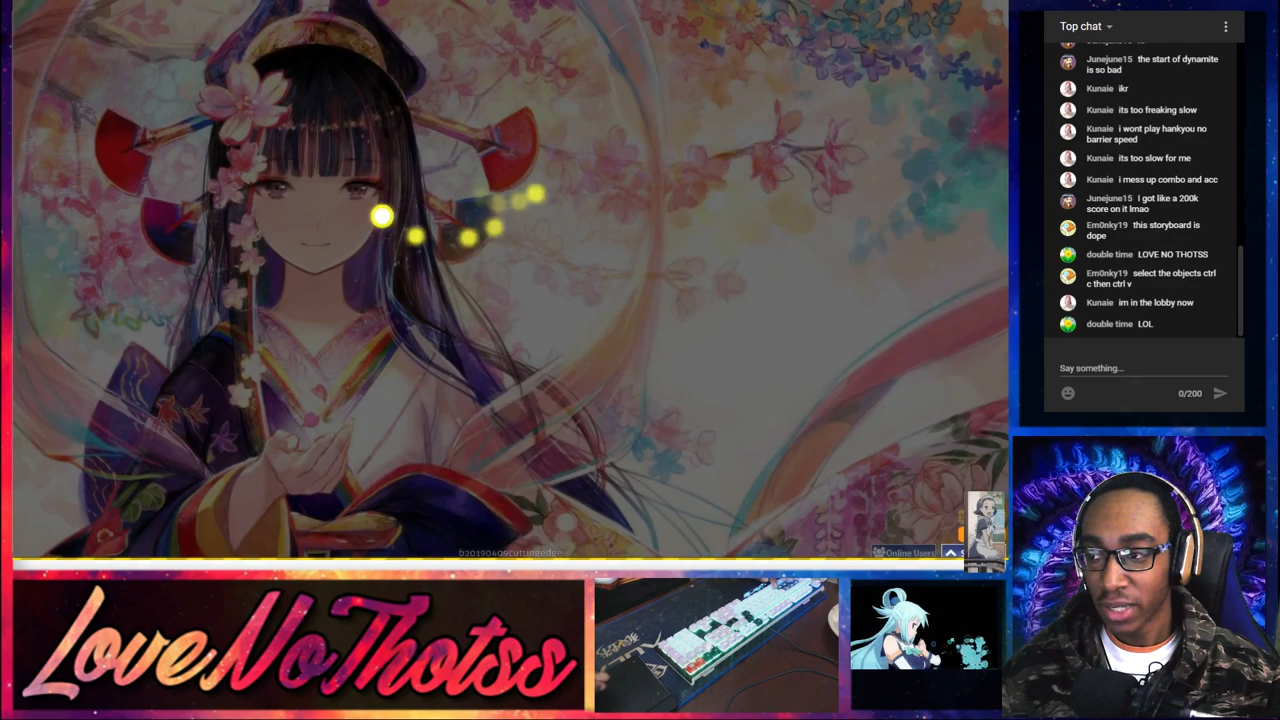 Top chat
Junejune15 the start of dynamite
is so bad
Kunaie ikr
Kunaie its too freaking slow
Kunaie i wont play hankyou no
barrier speed
Kunaie its too slow for me
Kunaie i mess up combo and acc
Junejune15 I got like a 200k
score on it lmao
Em0nky19 this storyboard is
dope
double time LOVE NO THOTSS
Em0nky19 select the objects ctrl
c then ctrl v
Kunaie im in the lobby now
double time LOL
Say something...
0/200
b20190409cuttingedge
Online Users
LoveNoThotss